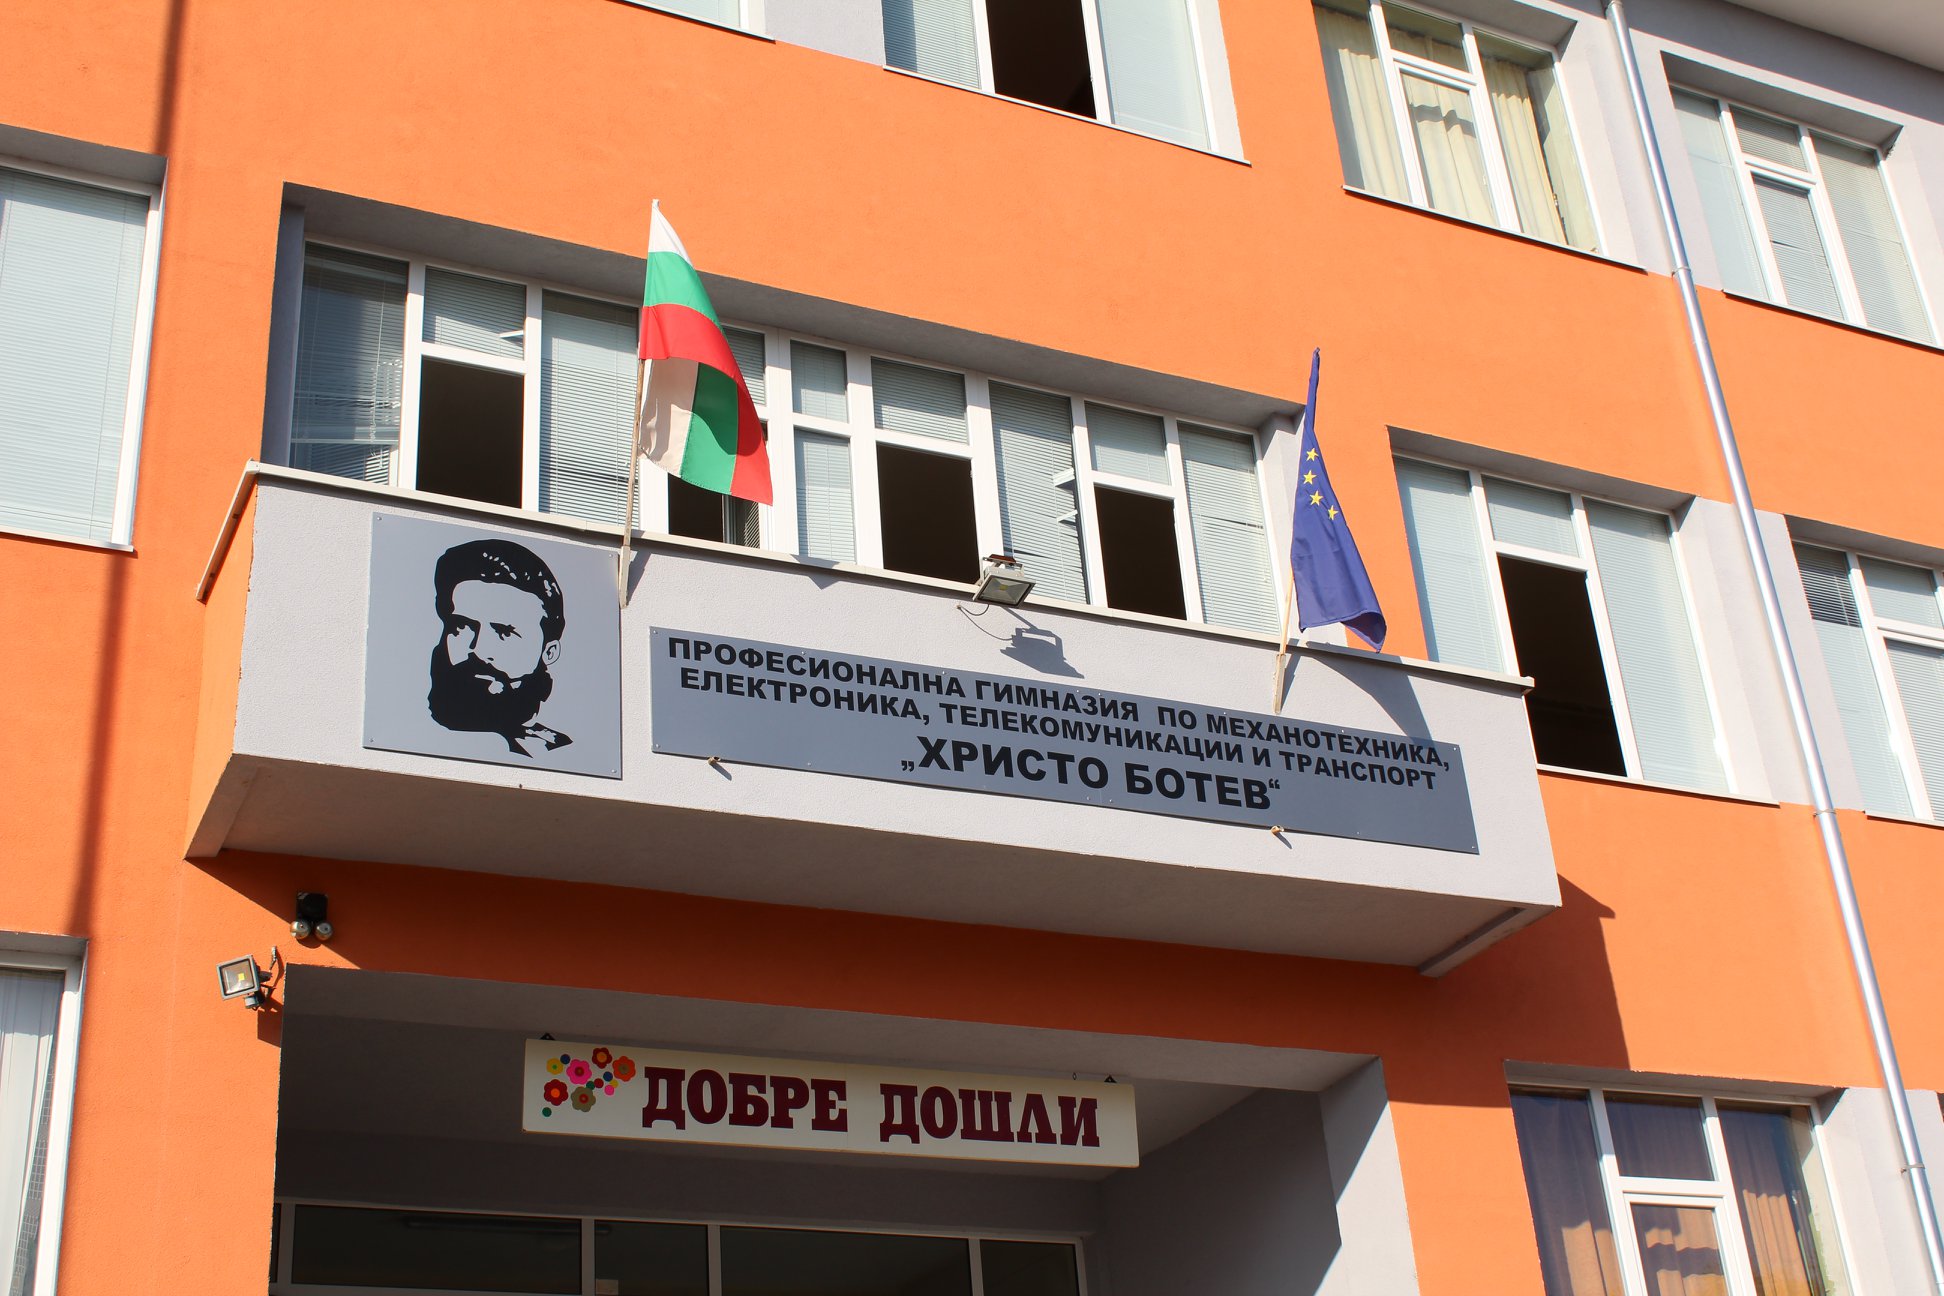 ПРОФЕСИОНАЛНА ГИМНАЗИЯ ПО МЕХАНОТЕХНИКА,
ЕЛЕКТРОНИКА, ТЕЛЕКОМУНИКАЦИИ И ТРАНСПОРТ
„ХРИСТО БОТЕВ“
ДОБРЕ ДОШЛИ